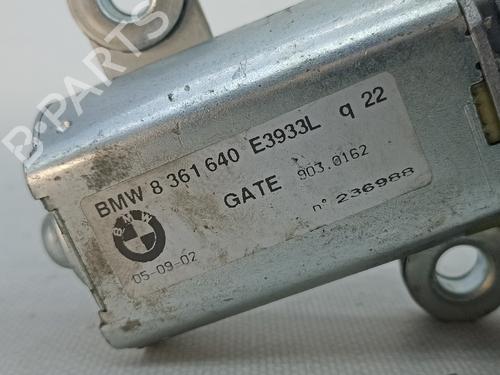 B-PARTS
BMW 8 361 640 E3933L q 22
GATE 903.0162
BMW
05-09-02 n° 236988